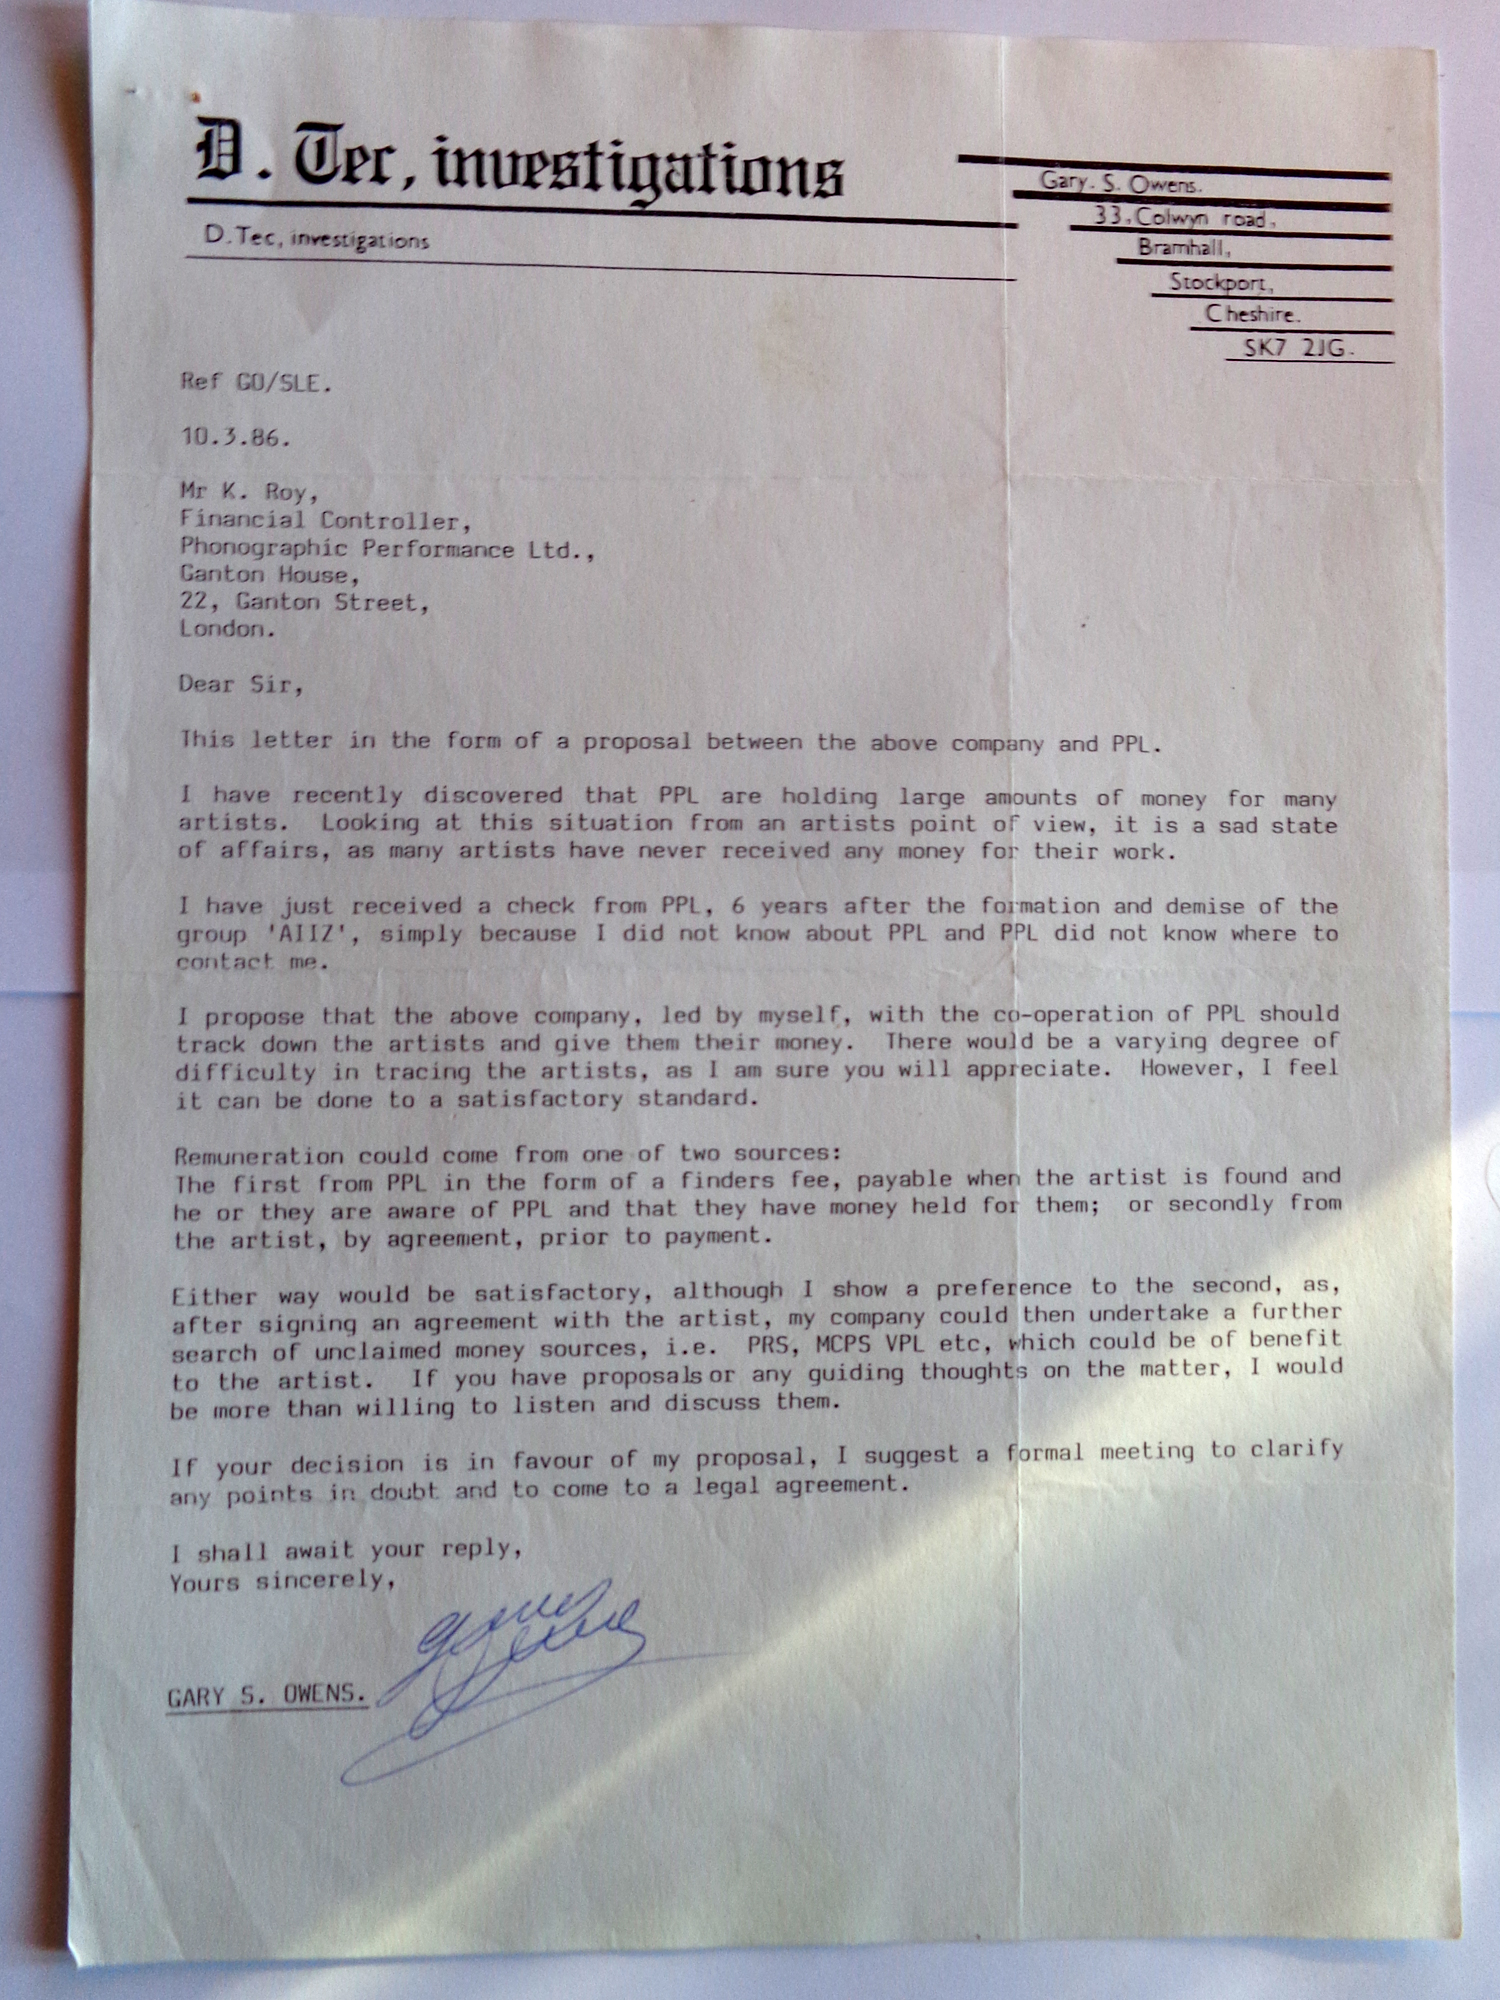 D. Tec, investigations
D.Tec, investigations
Gary. S. Owens.
33, Colwyn road,
Bramhall,
Stockport,
Cheshire.
SK7 2JG.
Ref GO/SLE.
10.3.86.
Mr K. Roy,
Financial Controller,
Phonographic Performance Ltd.,
Ganton House,
22, Ganton Street,
London.
Dear Sir,
This letter in the form of a proposal between the above company and PPL.
I have recently discovered that PPL are holding large amounts of money for many
artists. Looking at this situation from an artists point of view, it is a sad state
of affairs, as many artists have never received any money for their work.
I have just received a check from PPL, 6 years after the formation and demise of the
group 'AIIZ', simply because I did not know about PPL and PPL did not know where to
contact me.
I propose that the above company, led by myself, with the co-operation of PPL should
track down the artists and give them their money. There would be a varying degree of
difficulty in tracing the artists, as I am sure you will appreciate. However, I feel
it can be done to a satisfactory standard.
Remuneration could come from one of two sources:
The first from PPL in the form of a finders fee, payable when the artist is found and
he or they are aware of PPL and that they have money held for them; or secondly from
the artist, by agreement, prior to payment.
Either way would be satisfactory, although I show a preference to the second, as,
after signing an agreement with the artist, my company could then undertake a further
search of unclaimed money sources, i.e. PRS, MCPS VPL etc, which could be of benefit
to the artist. If you have proposals or any guiding thoughts on the matter, I would
be more than willing to listen and discuss them.
If your decision is in favour of my proposal, I suggest a formal meeting to clarify
any points in doubt and to come to a legal agreement.
I shall await your reply,
Yours sincerely,
GARY S. OWENS.